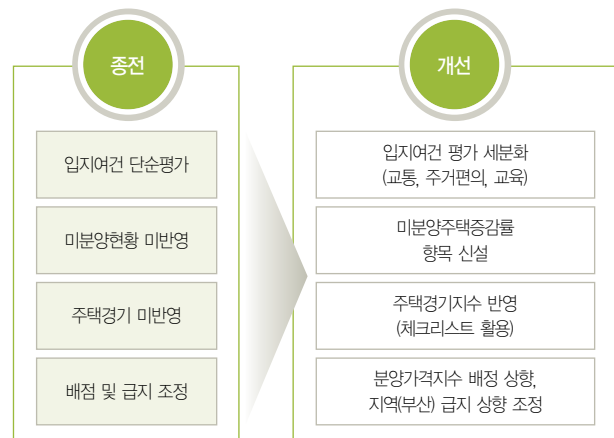 종전
입지여건 단순평가
미분양현황 미반영
주택경기 미반영
배점 및 급지 조정
개선
입지여건 평가 세분화
(교통, 주거편의, 교육)
미분양주택증감률
항목 신설
주택경기지수 반영
(체크리스트 활용)
분양가격지수 배정 상향,
지역(부산) 급지 상향 조정